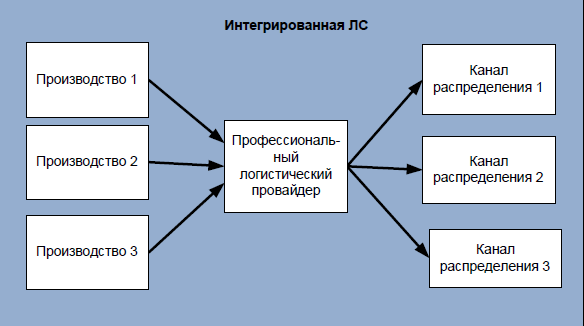 Интегрированная ЛС
Производство 1
Производство 2
Производство 3
Профессиональ-
ный
логистический
провайдер
Канал
распределения 1
Канал
распределения 2
Канал
распределения 3